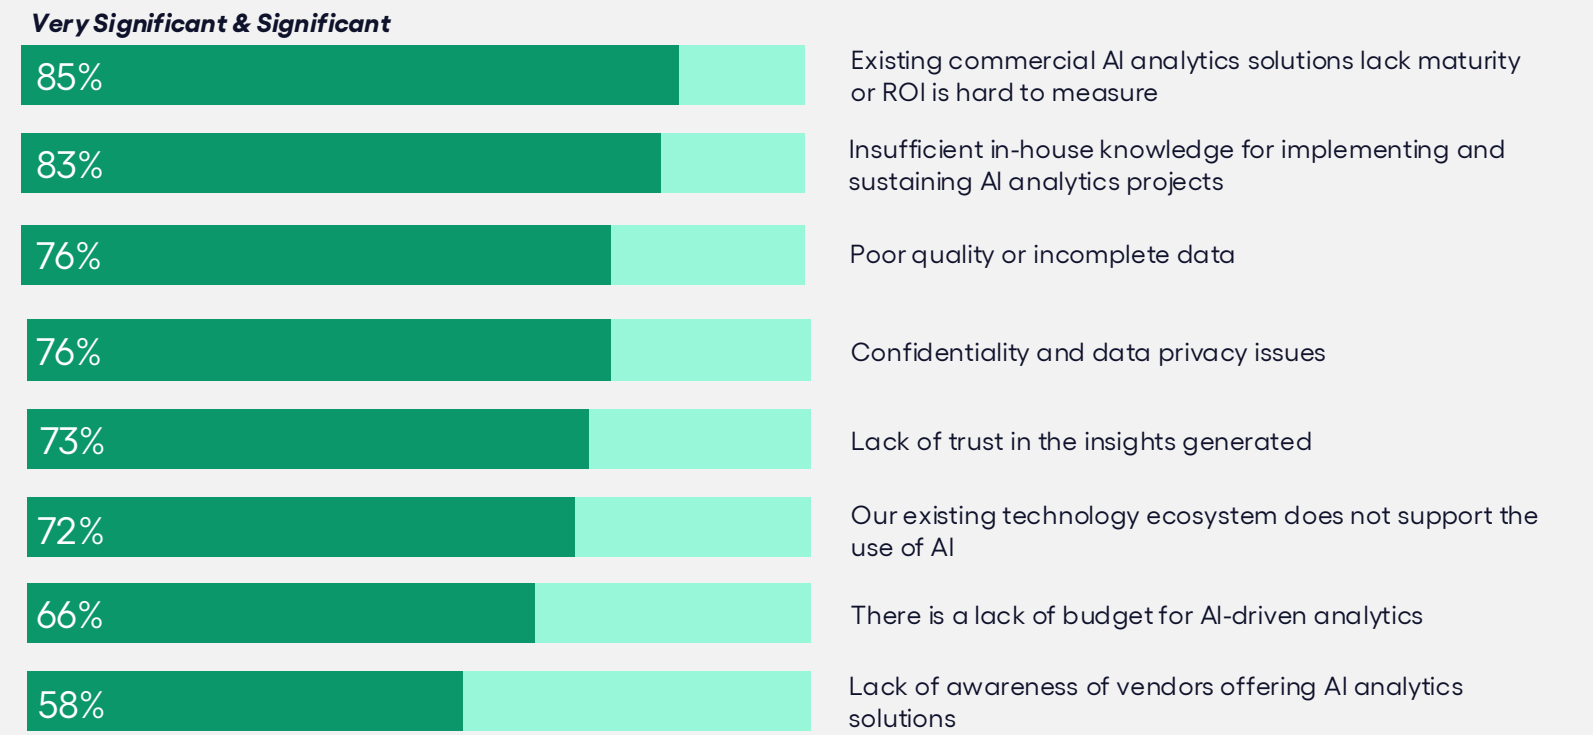 Very Significant & Significant
85%
Existing commercial AI analytics solutions lack maturity
or ROI is hard to measure
83%
Insufficient in-house knowledge for implementing and
sustaining AI analytics projects
76%
Poor quality or incomplete data
76%
Confidentiality and data privacy issues
73%
Lack of trust in the insights generated
72%
Our existing technology ecosystem does not support the
use of AI
66%
There is a lack of budget for AI-driven analytics
58%
Lack of awareness of vendors offering AI analytics
solutions